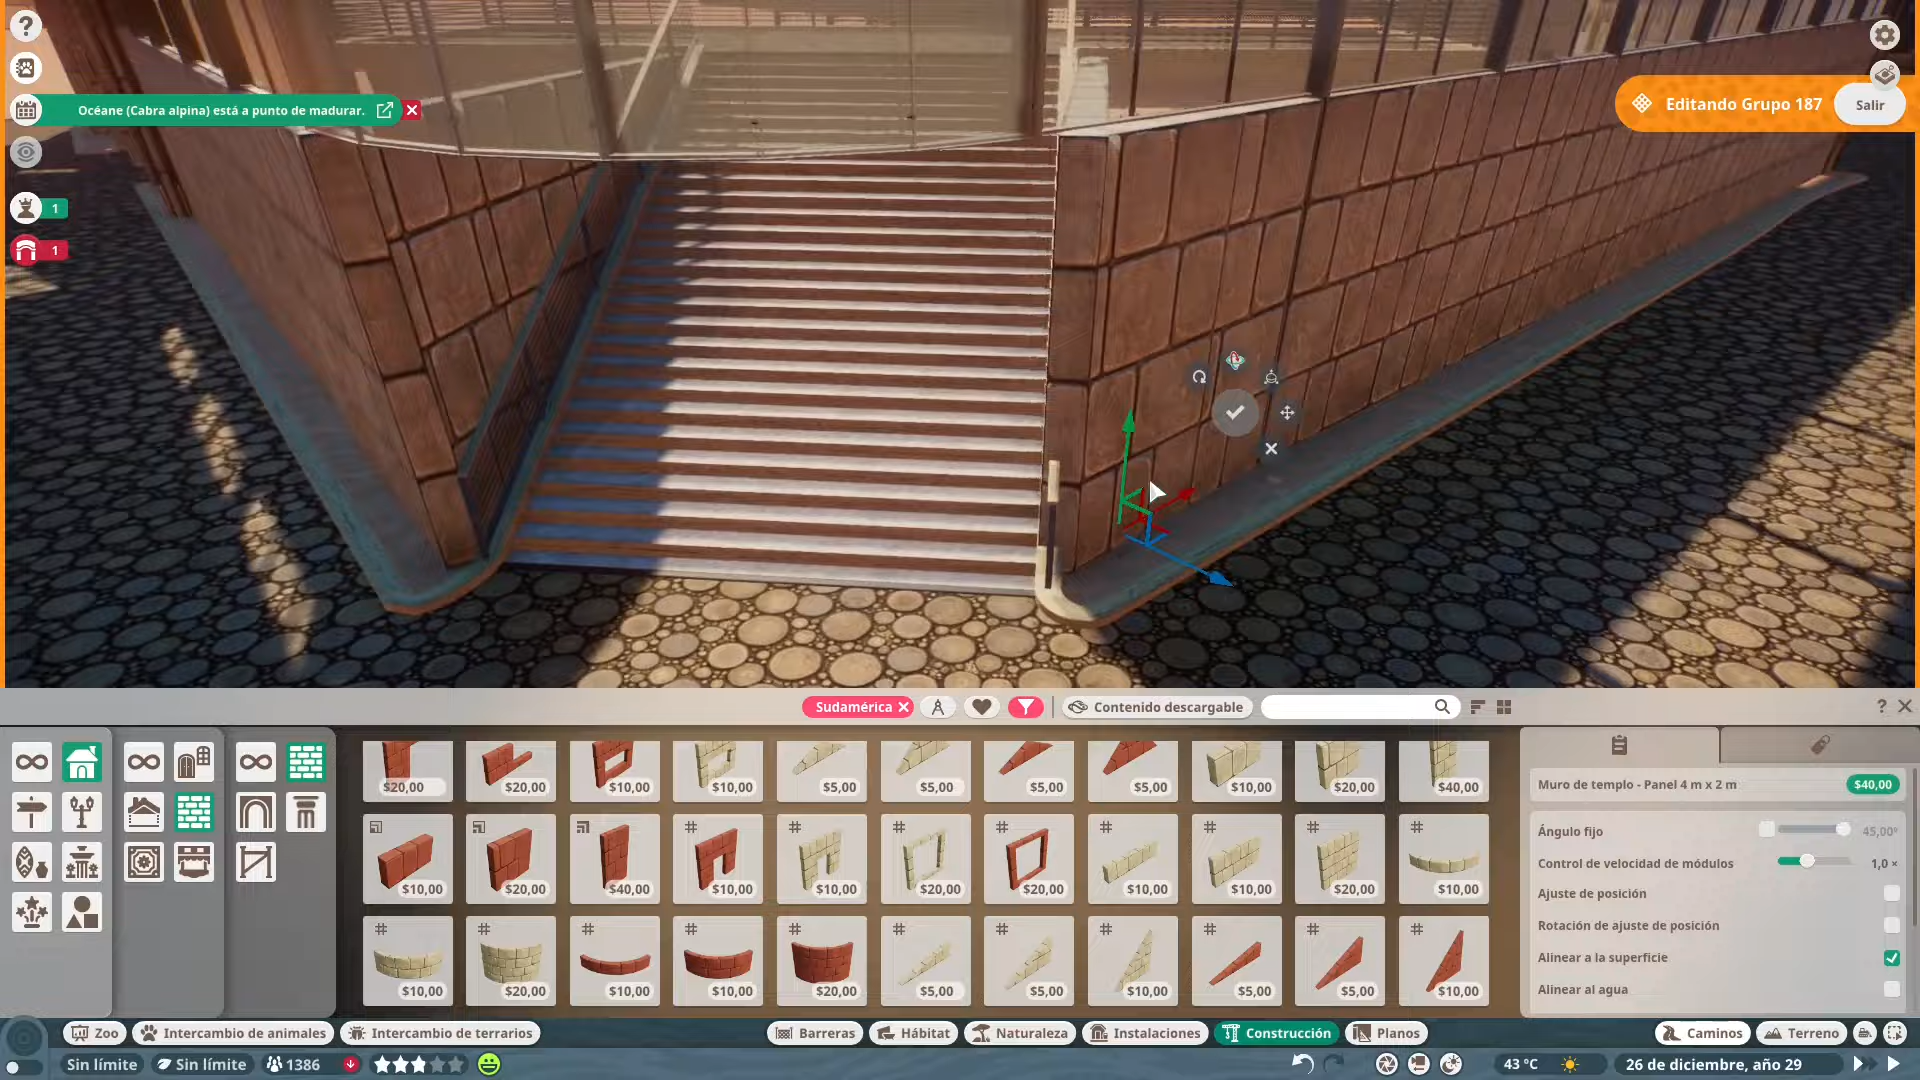 Océane (Cabra alpina) está a punto de madurar.
Editando Grupo 187
Salir
1
1
Sudamérica
Contenido descargable
$20,00
$20,00
$10,00
$10,00
$5,00
$5,00
$5,00
$5,00
$10,00
$20,00
$40,00
$10,00
$20,00
$40,00
$10,00
$10,00
$20,00
$20,00
$10,00
$10,00
$20,00
$10,00
$10,00
$20,00
$10,00
$10,00
$20,00
$5,00
$5,00
$10,00
$5,00
$5,00
$10,00
Muro de templo - Panel 4 m x 2 m
$40,00
Ángulo fijo
45,00°
Control de velocidad de módulos
1,0 ×
Ajuste de posición
Rotación de ajuste de posición
Alinear a la superficie
Alinear al agua
Zoo
Intercambio de animales
Intercambio de terrarios
Barreras
Hábitat
Naturaleza
Instalaciones
Construcción
Planos
Caminos
Terreno
Sin límite
Sin límite
1386
43 °C
26 de diciembre, año 29